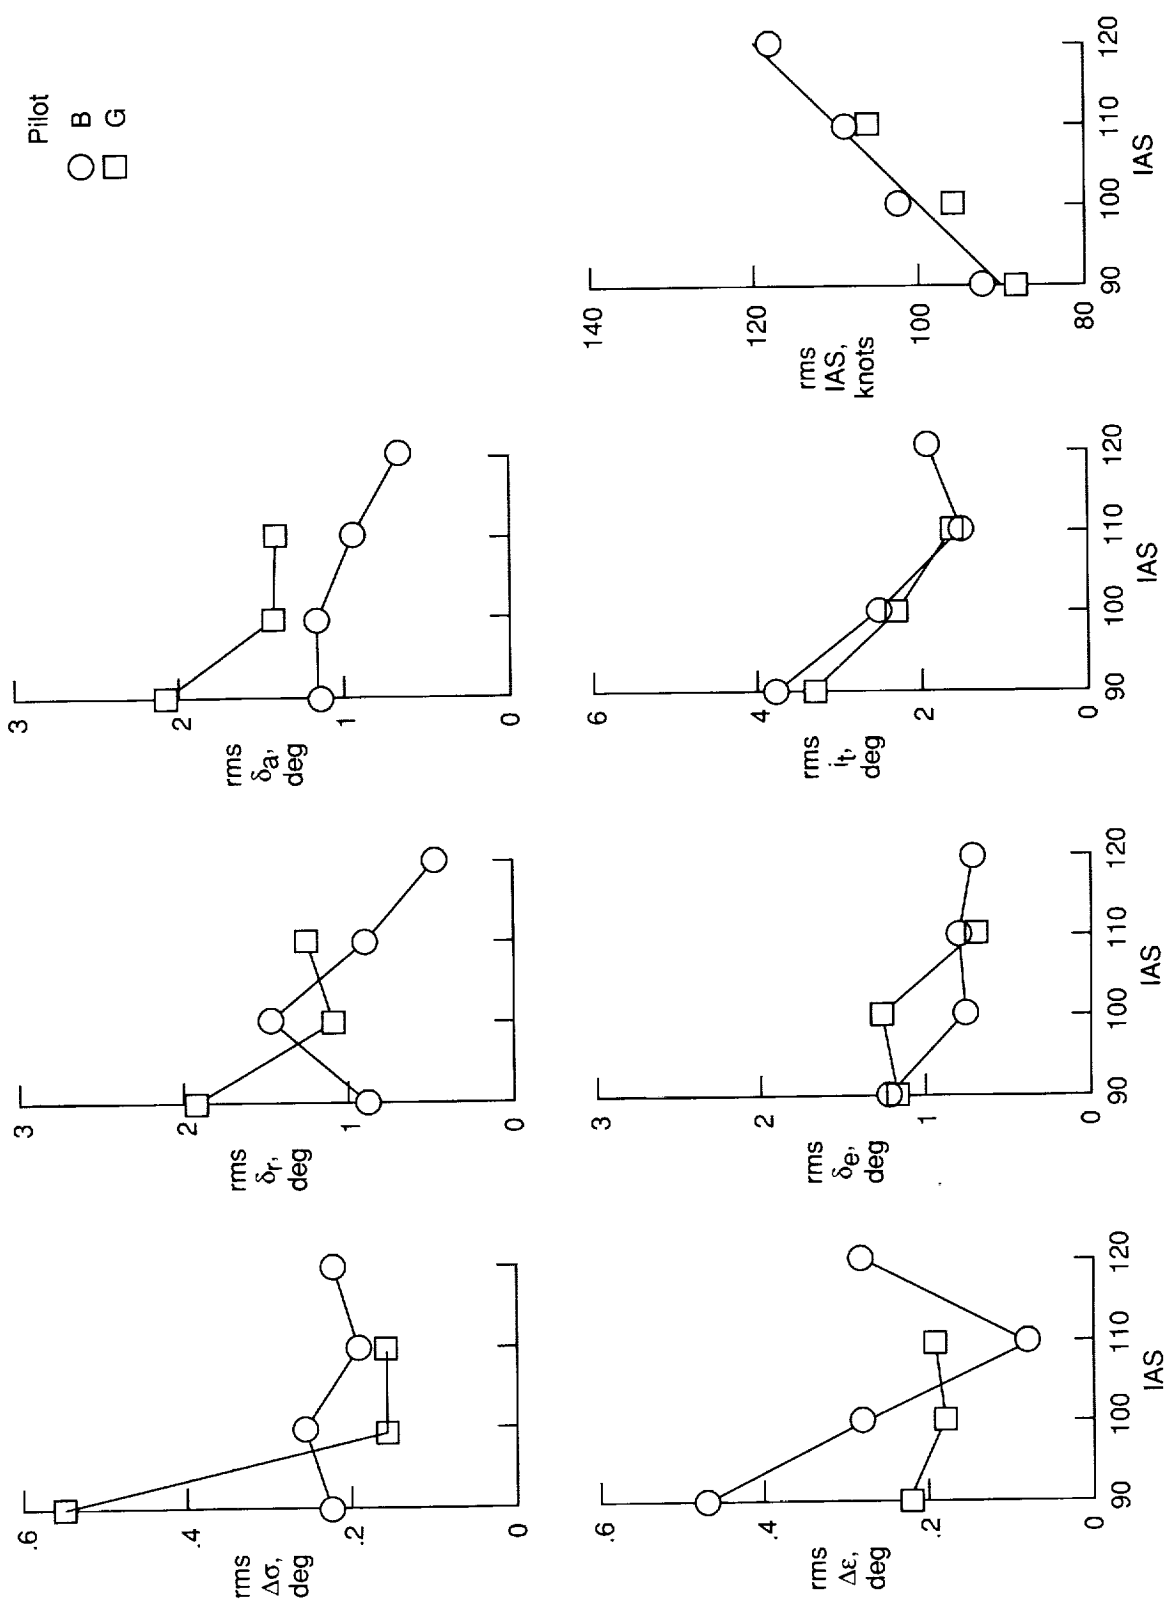 Pilot
B
G
.6
.4
.2
0
rms
Δσ,
deg
3
2
1
0
rms
δr,
deg
3
2
1
0
rms
δa,
deg
.6
.4
.2
0
rms
Δε,
deg
90
100
110
120
IAS
3
2
1
0
rms
δe,
deg
90
100
110
120
IAS
6
4
2
0
rms
it,
deg
90
100
110
120
IAS
140
120
100
80
rms
IAS,
knots
90
100
110
120
IAS